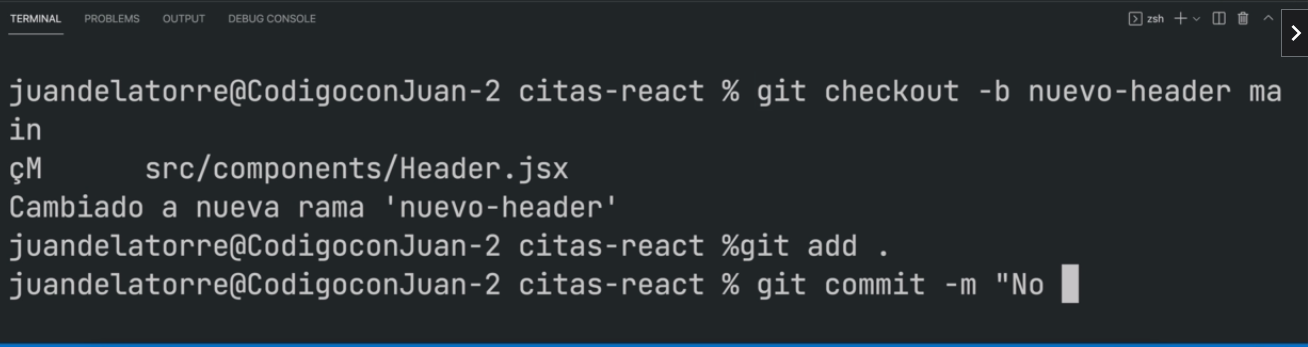 TERMINAL PROBLEMS OUTPUT DEBUG CONSOLE zsh
juandelatorre@CodigoconJuan-2 citas-react % git checkout -b nuevo-header ma
in
çM src/components/Header.jsx
Cambiado a nueva rama 'nuevo-header'
juandelatorre@CodigoconJuan-2 citas-react %git add .
juandelatorre@CodigoconJuan-2 citas-react % git commit -m "No